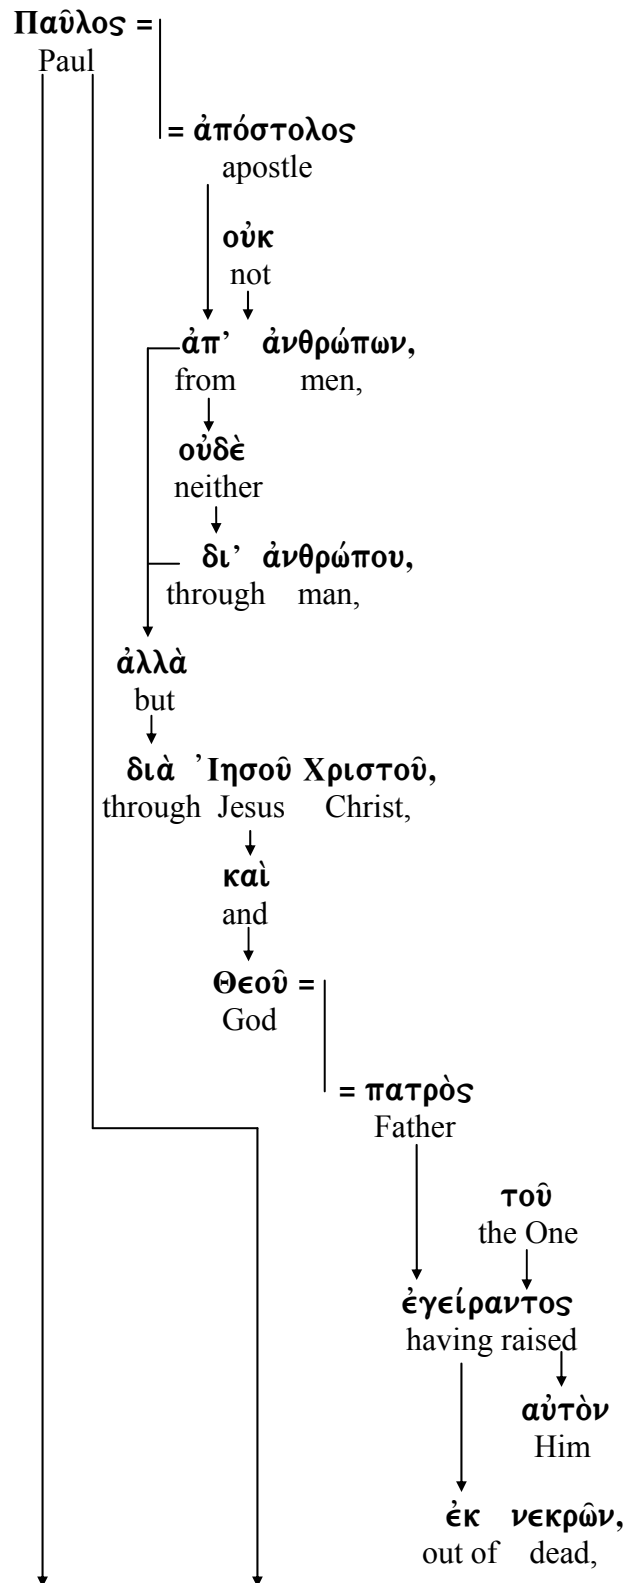 Παῦλος =
Paul
= ἀπόστολος
apostle
οὐκ
not
ἀπ’ ἀνθρώπων,
from men,
οὐδὲ
neither
δι’ ἀνθρώπου,
through man,
ἀλλὰ
but
διὰ ʼΙησοῦ Χριστοῦ,
through Jesus Christ,
καὶ
and
Θεοῦ =
God
= πατρὸς
Father
τοῦ
the One
ἐγείραντος
having raised
αὐτὸν
Him
ἐκ νεκρῶν,
out of dead,